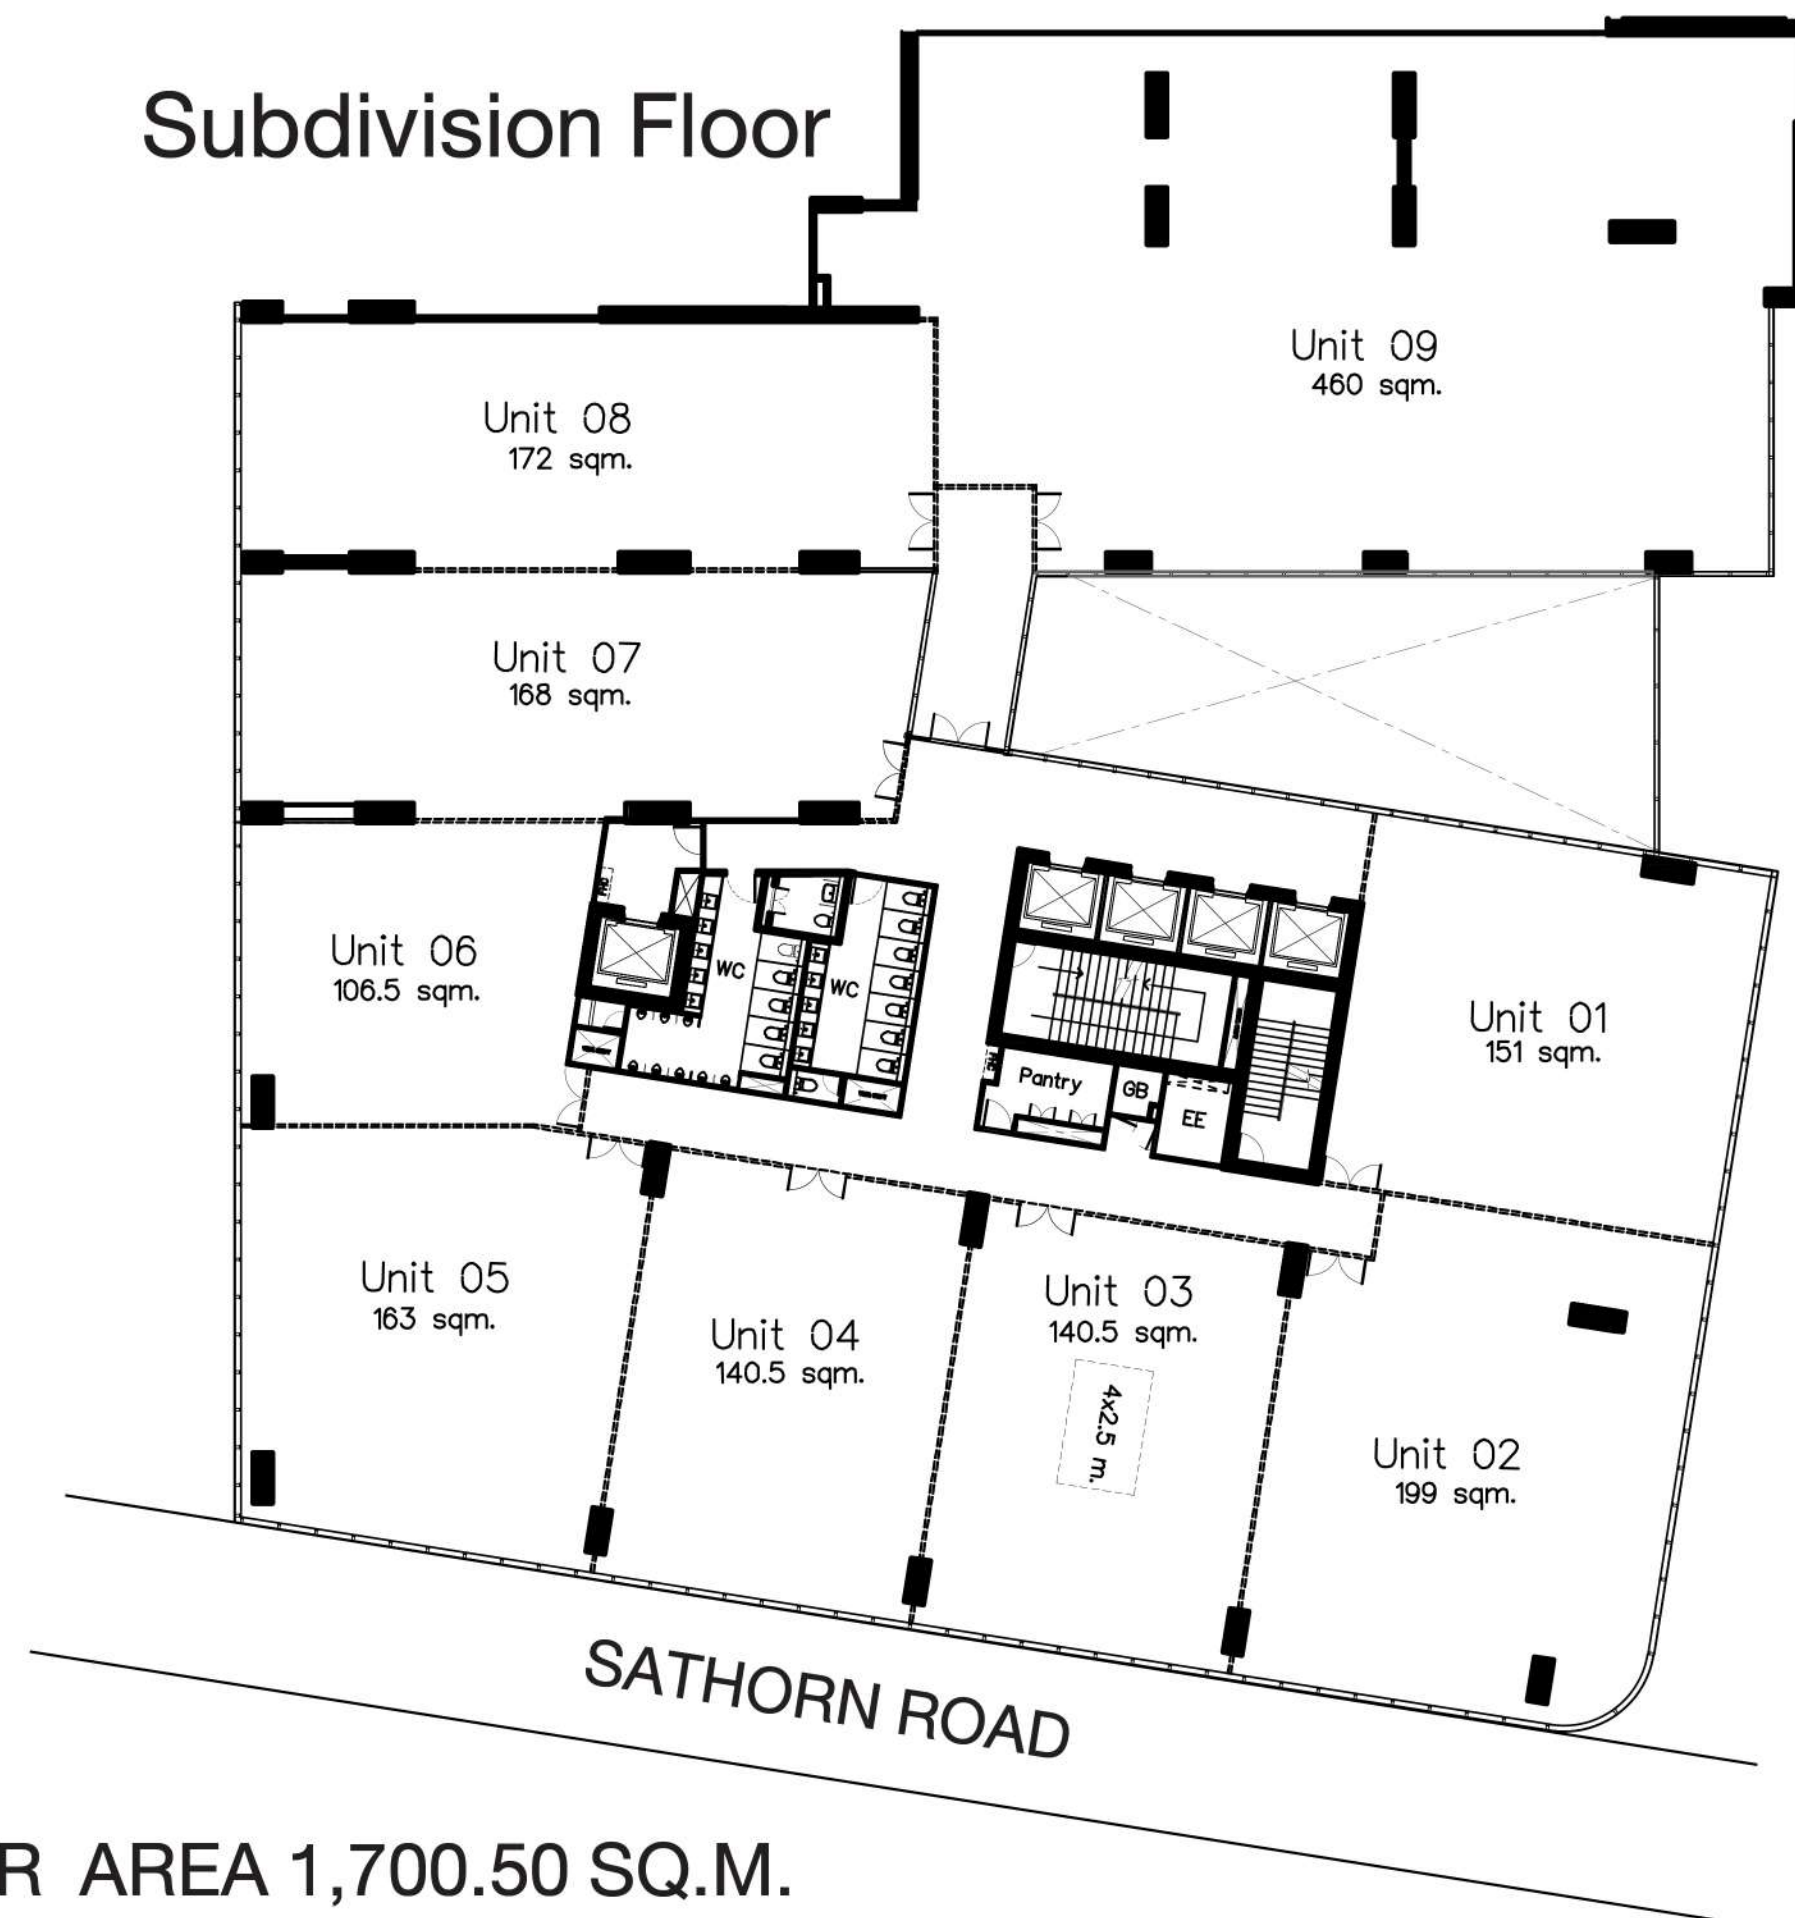 Subdivision Floor
Unit 09
460 sqm.
Unit 08
172 sqm.
Unit 07
168 sqm.
Unit 06
106.5 sqm.
WC
WC
Unit 01
151 sqm.
Pantry
GB
EE
Unit 05
163 sqm.
Unit 04
140.5 sqm.
Unit 03
140.5 sqm.
4x2.5 m.
Unit 02
199 sqm.
SATHORN ROAD
R AREA 1,700.50 SQ.M.